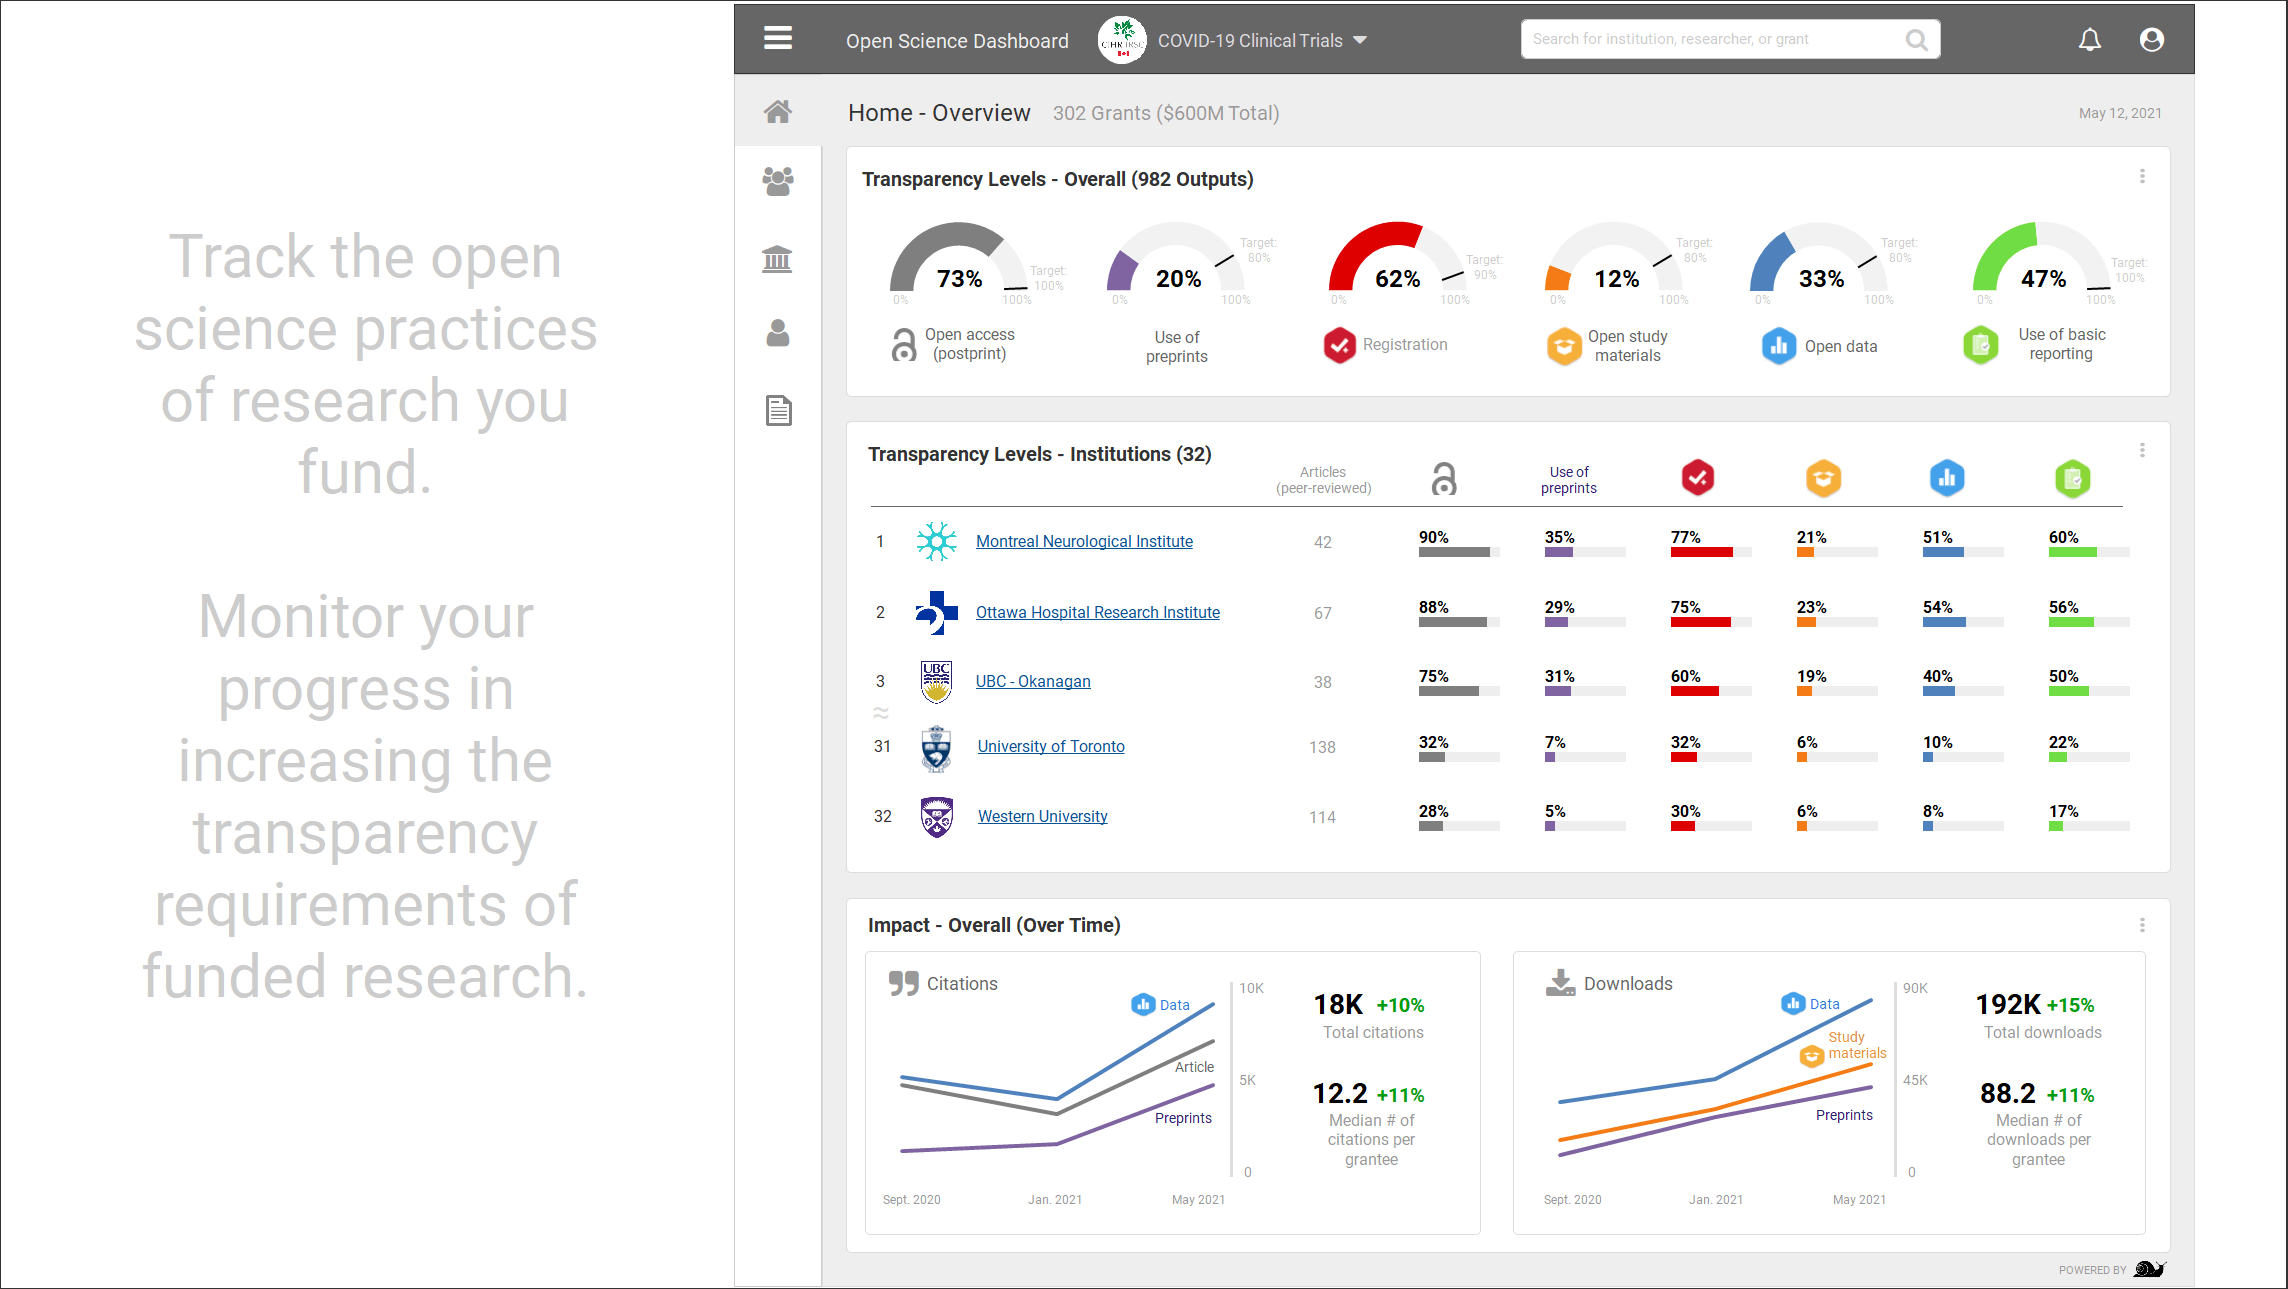 Track the open
science practices
of research you
fund.
Monitor your
progress in
increasing the
transparency
requirements of
funded research.
Open Science Dashboard
CIHR IRSC
COVID-19 Clinical Trials
Search for institution, researcher, or grant
Home - Overview 302 Grants ($600M Total)
May 12, 2021
Transparency Levels - Overall (982 Outputs)
73%
0%
100%
Target:
100%
Open access
(postprint)
20%
0%
100%
Target:
80%
Use of
preprints
62%
0%
100%
Target:
90%
Registration
12%
0%
100%
Target:
80%
Open study
materials
33%
0%
100%
Target:
80%
Open data
47%
0%
100%
Target:
100%
Use of basic
reporting
Transparency Levels - Institutions (32)
Articles
(peer-reviewed)
Use of
preprints
1 Montreal Neurological Institute 42 90% 35% 77% 21% 51% 60%
2 Ottawa Hospital Research Institute 67 88% 29% 75% 23% 54% 56%
3 UBC UBC - Okanagan 38 75% 31% 60% 19% 40% 50%
≈
31 University of Toronto 138 32% 7% 32% 6% 10% 22%
32 Western University 114 28% 5% 30% 6% 8% 17%
Impact - Overall (Over Time)
Citations
Data
Article
Preprints
10K
5K
0
Sept. 2020 Jan. 2021 May 2021
18K +10%
Total citations
12.2 +11%
Median # of
citations per
grantee
Downloads
Data
Study
materials
Preprints
90K
45K
0
Sept. 2020 Jan. 2021 May 2021
192K +15%
Total downloads
88.2 +11%
Median # of
downloads per
grantee
POWERED BY